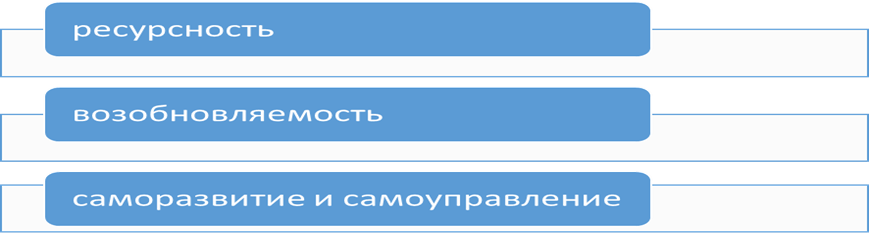 ресурсность
возобновляемость
саморазвитие и самоуправление